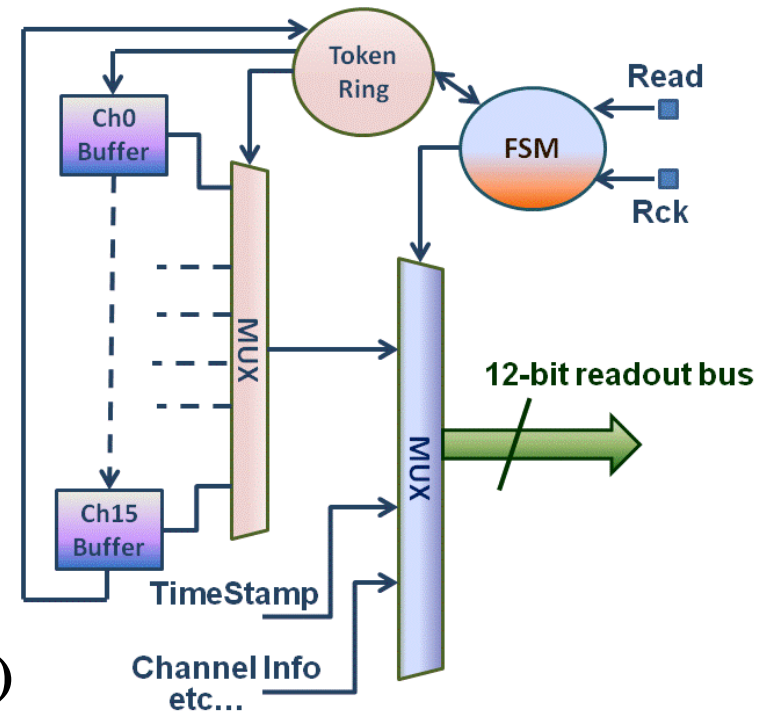 Token
Ring
Read
Ch0
Buffer
FSM
Rck
MUX
12-bit readout bus
MUX
Ch15
Buffer
TimeStamp
Channel Info
etc...
)